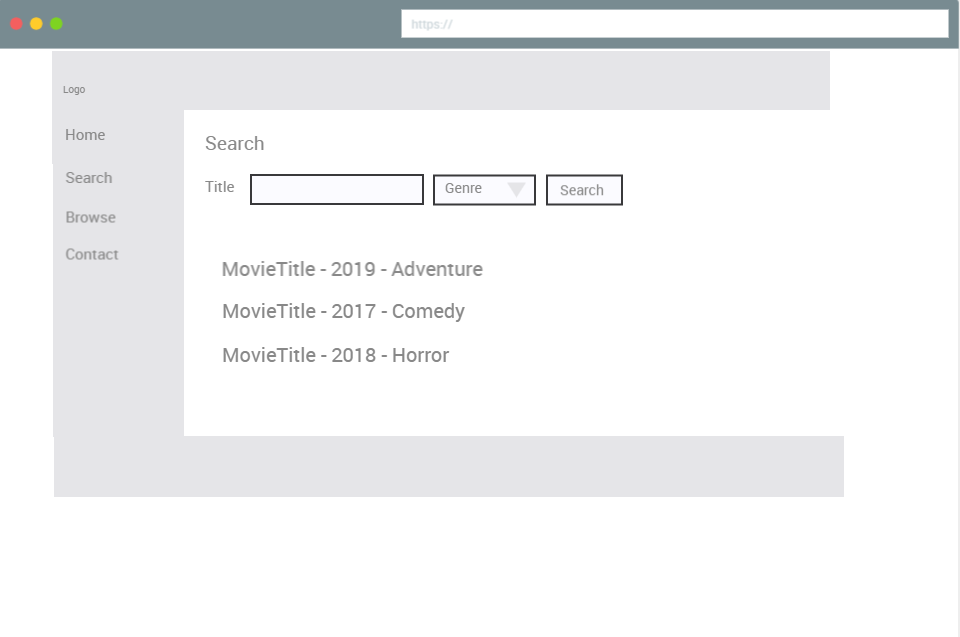 https://
Logo
Home
Search
Browse
Contact
Search
Title Genre Search
MovieTitle - 2019 - Adventure
MovieTitle - 2017 - Comedy
MovieTitle - 2018 - Horror